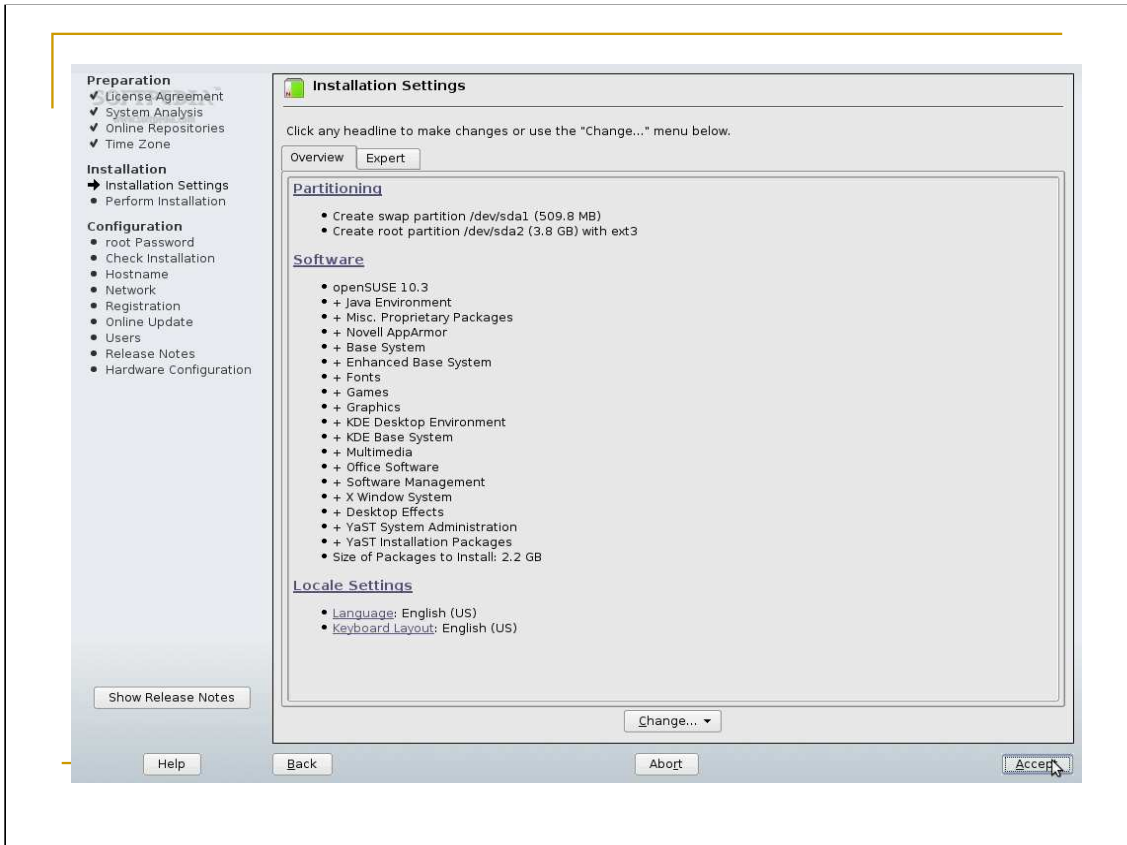 Preparation
SOFTPEDIA
License Agreement
System Analysis
Online Repositories
Time Zone
Installation
Installation Settings
Perform Installation
Configuration
root Password
Check Installation
Hostname
Network
Registration
Online Update
Users
Release Notes
Hardware Configuration
Show Release Notes
Help
Installation Settings
Click any headline to make changes or use the "Change..." menu below.
Overview Expert
Partitioning
• Create swap partition /dev/sda1 (509.8 MB)
• Create root partition /dev/sda2 (3.8 GB) with ext3
Software
• openSUSE 10.3
• + Java Environment
• + Misc. Proprietary Packages
• + Novell AppArmor
• + Base System
• + Enhanced Base System
• + Fonts
• + Games
• + Graphics
• + KDE Desktop Environment
• + KDE Base System
• + Multimedia
• + Office Software
• + Software Management
• + X Window System
• + Desktop Effects
• + YaST System Administration
• + YaST Installation Packages
• Size of Packages to Install: 2.2 GB
Locale Settings
• Language: English (US)
• Keyboard Layout: English (US)
Change...
Back Abort Accept